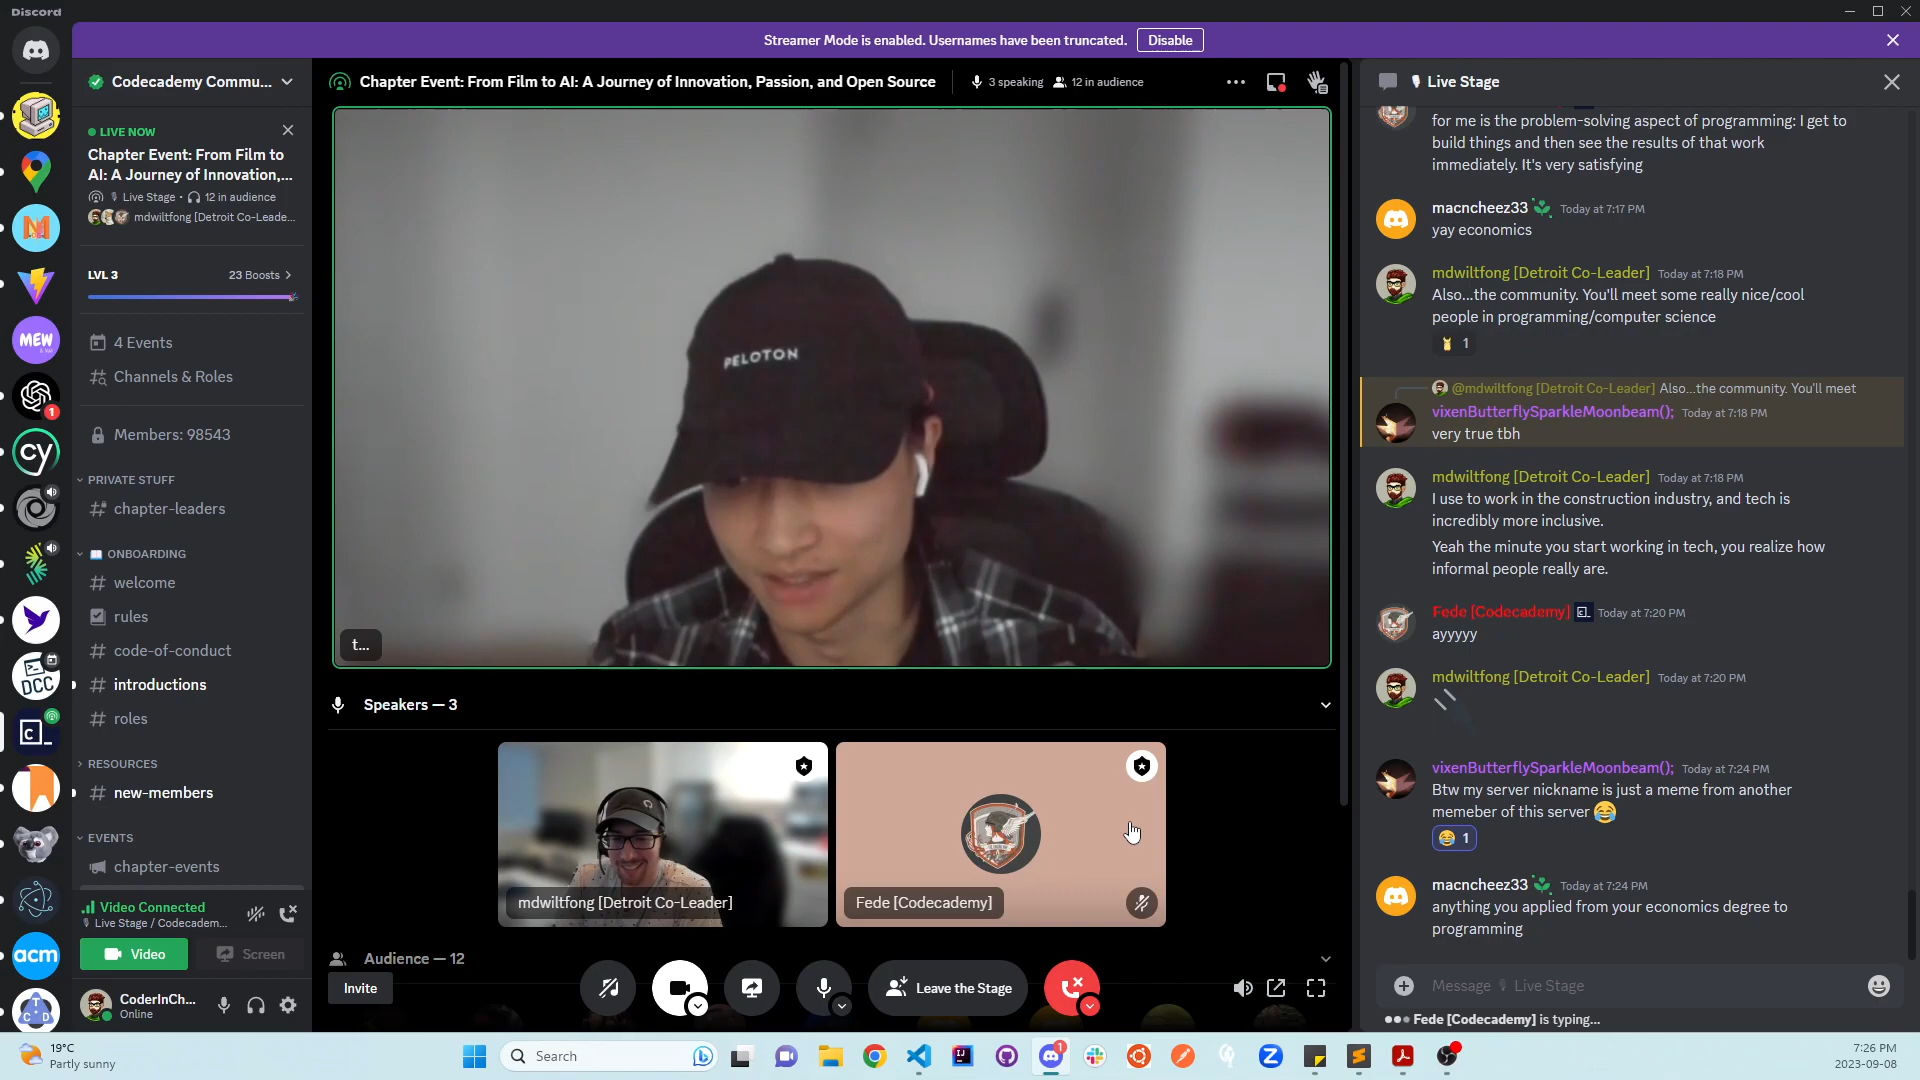 Discord
Streamer Mode is enabled. Usernames have been truncated.
Disable
Codecademy Commu...
LIVE NOW
Chapter Event: From Film to
AI: A Journey of Innovation,...
Live Stage • 12 in audience
mdwiltfong [Detroit Co-Leade...
LVL 3
23 Boosts
4 Events
Channels & Roles
Members: 98543
PRIVATE STUFF
chapter-leaders
ONBOARDING
welcome
rules
code-of-conduct
introductions
roles
RESOURCES
new-members
EVENTS
chapter-events
Video Connected
Live Stage / Codecadem...
Video
Screen
CoderInCh...
Online
MEW
1
cy
DCC
acm
T
C
D
Chapter Event: From Film to AI: A Journey of Innovation, Passion, and Open Source
3 speaking
12 in audience
PELOTON
t...
Speakers — 3
mdwiltfong [Detroit Co-Leader]
Fede [Codecademy]
Audience — 12
Invite
Leave the Stage
Live Stage
for me is the problem-solving aspect of programming: I get to
build things and then see the results of that work
immediately. It's very satisfying
macncheez33 Today at 7:17 PM
yay economics
mdwiltfong [Detroit Co-Leader] Today at 7:18 PM
Also...the community. You'll meet some really nice/cool
people in programming/computer science
1
@mdwiltfong [Detroit Co-Leader] Also...the community. You'll meet
vixenButterflySparkleMoonbeam(); Today at 7:18 PM
very true tbh
mdwiltfong [Detroit Co-Leader] Today at 7:18 PM
I use to work in the construction industry, and tech is
incredibly more inclusive.
Yeah the minute you start working in tech, you realize how
informal people really are.
Fede [Codecademy] Today at 7:20 PM
ayyyyy
mdwiltfong [Detroit Co-Leader] Today at 7:20 PM
vixenButterflySparkleMoonbeam(); Today at 7:24 PM
Btw my server nickname is just a meme from another
memeber of this server 😂
😂 1
macncheez33 Today at 7:24 PM
anything you applied from your economics degree to
programming
Message Live Stage
Fede [Codecademy] is typing...
19°C
Partly sunny
Search
1
7:26 PM
2023-09-08